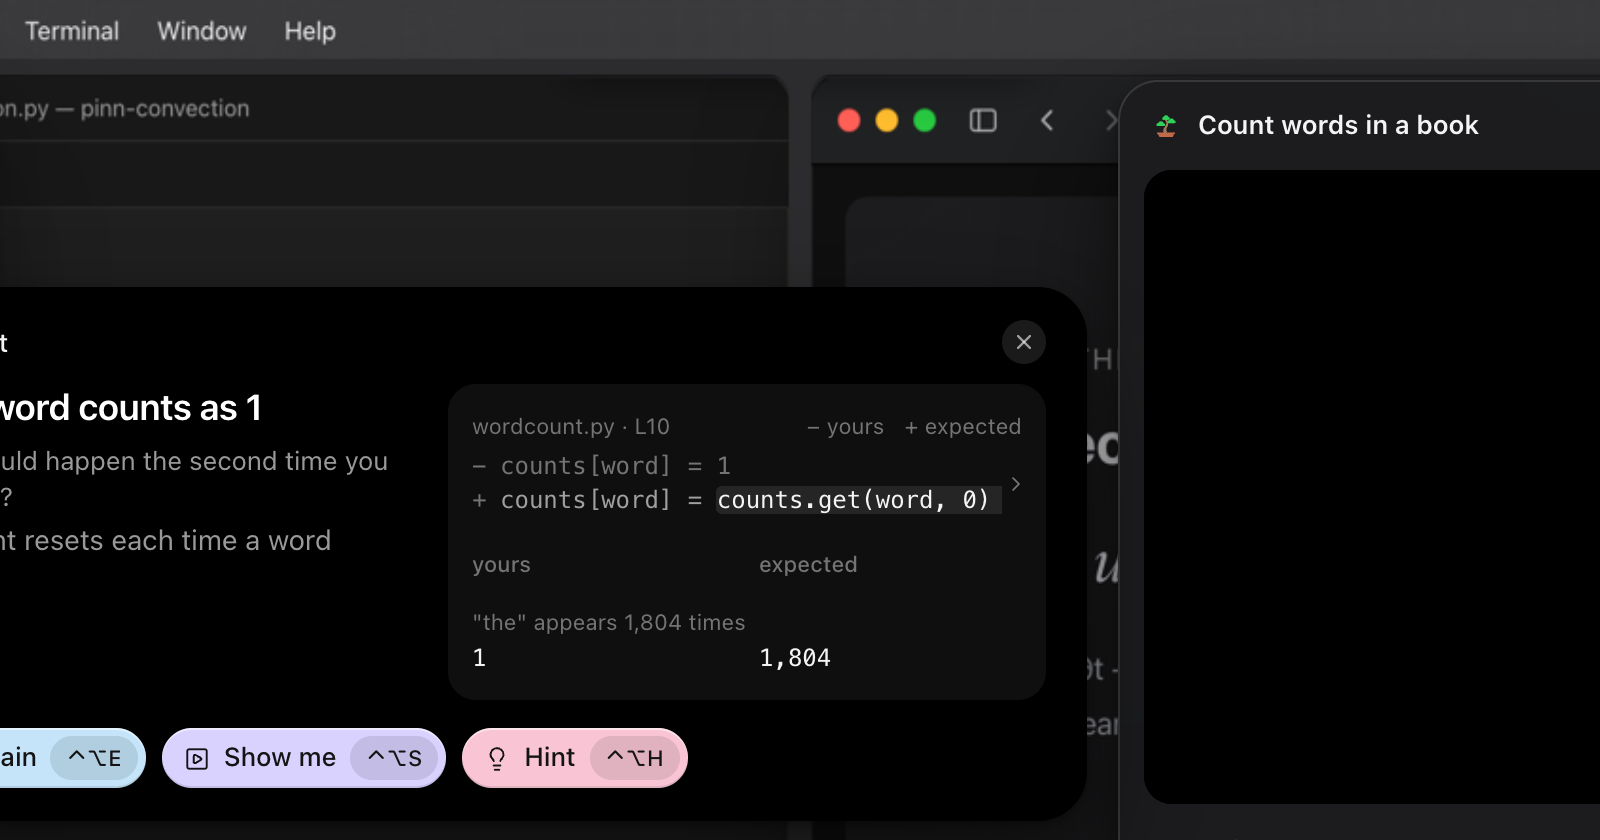 Terminal Window Help
on.py — pinn-convection
Count words in a book
t
word counts as 1
uld happen the second time you
?
nt resets each time a word
wordcount.py · L10 – yours + expected
– counts[word] = 1
+ counts[word] = counts.get(word, 0)
yours expected
"the" appears 1,804 times
1 1,804
ain ^⌥E
Show me ^⌥S
Hint ^⌥H